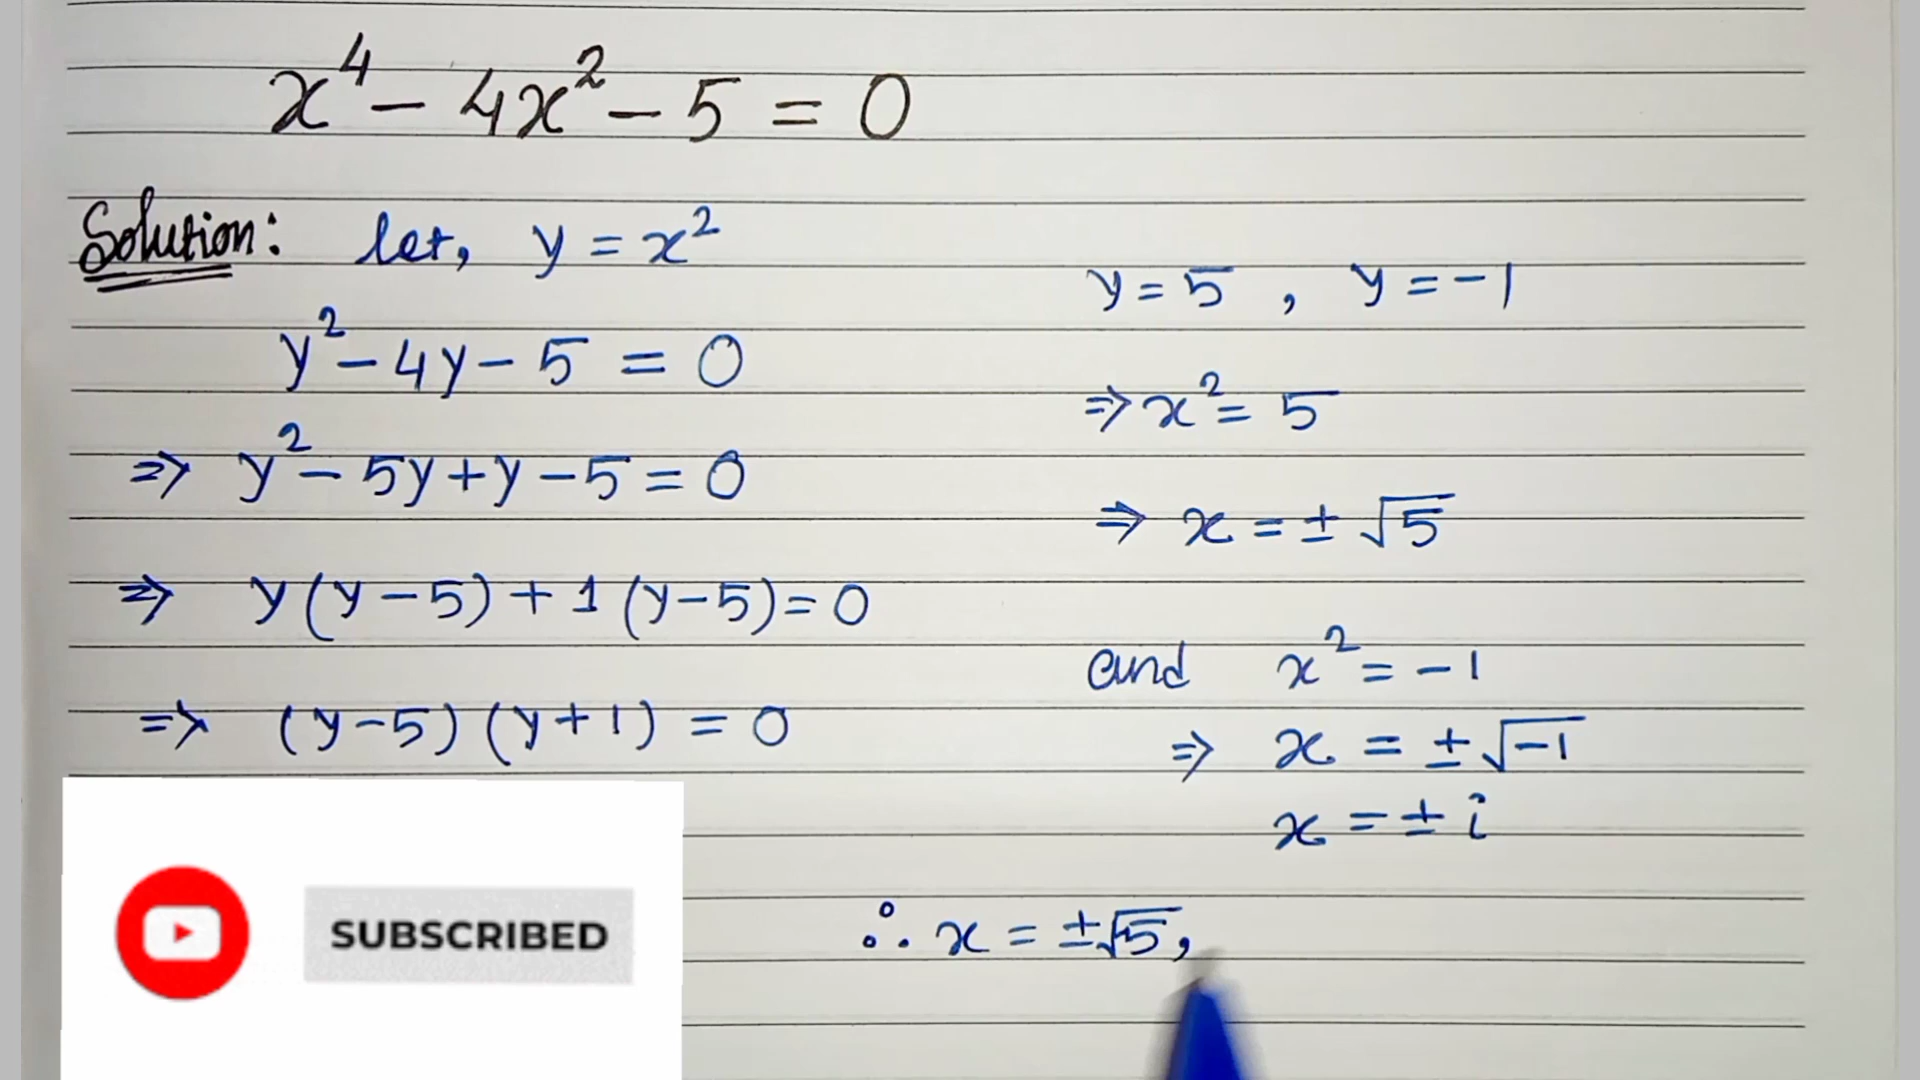 x⁴ - 4x² - 5 = 0
Solution: let, y = x²
y² - 4y - 5 = 0
⇒ y² - 5y + y - 5 = 0
⇒ y(y - 5) + 1(y - 5) = 0
⇒ (y - 5)(y + 1) = 0
y = 5 , y = -1
⇒ x² = 5
⇒ x = ± √5
and x² = -1
⇒ x = ± √-1
x = ± i
∴ x = ±√5,
SUBSCRIBED